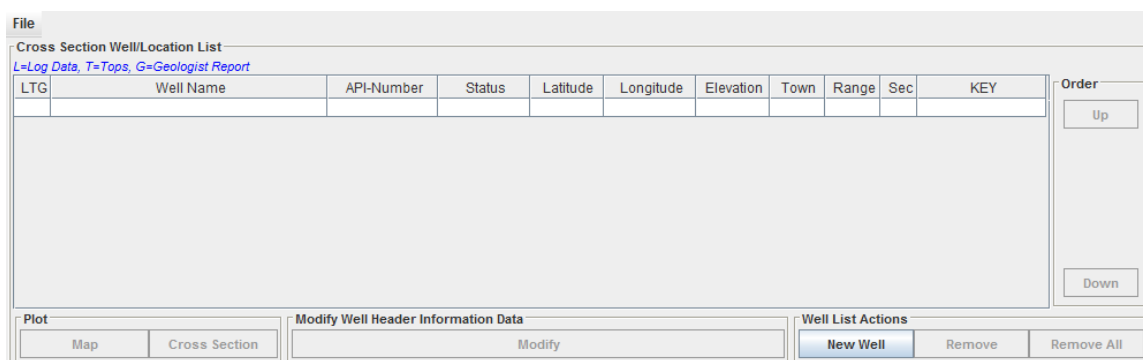 File
Cross Section Well/Location List
L=Log Data, T=Tops, G=Geologist Report
LTG Well Name API-Number Status Latitude Longitude Elevation Town Range Sec KEY
Order
Up
Down
Plot Modify Well Header Information Data Well List Actions
Map Cross Section Modify New Well Remove Remove All